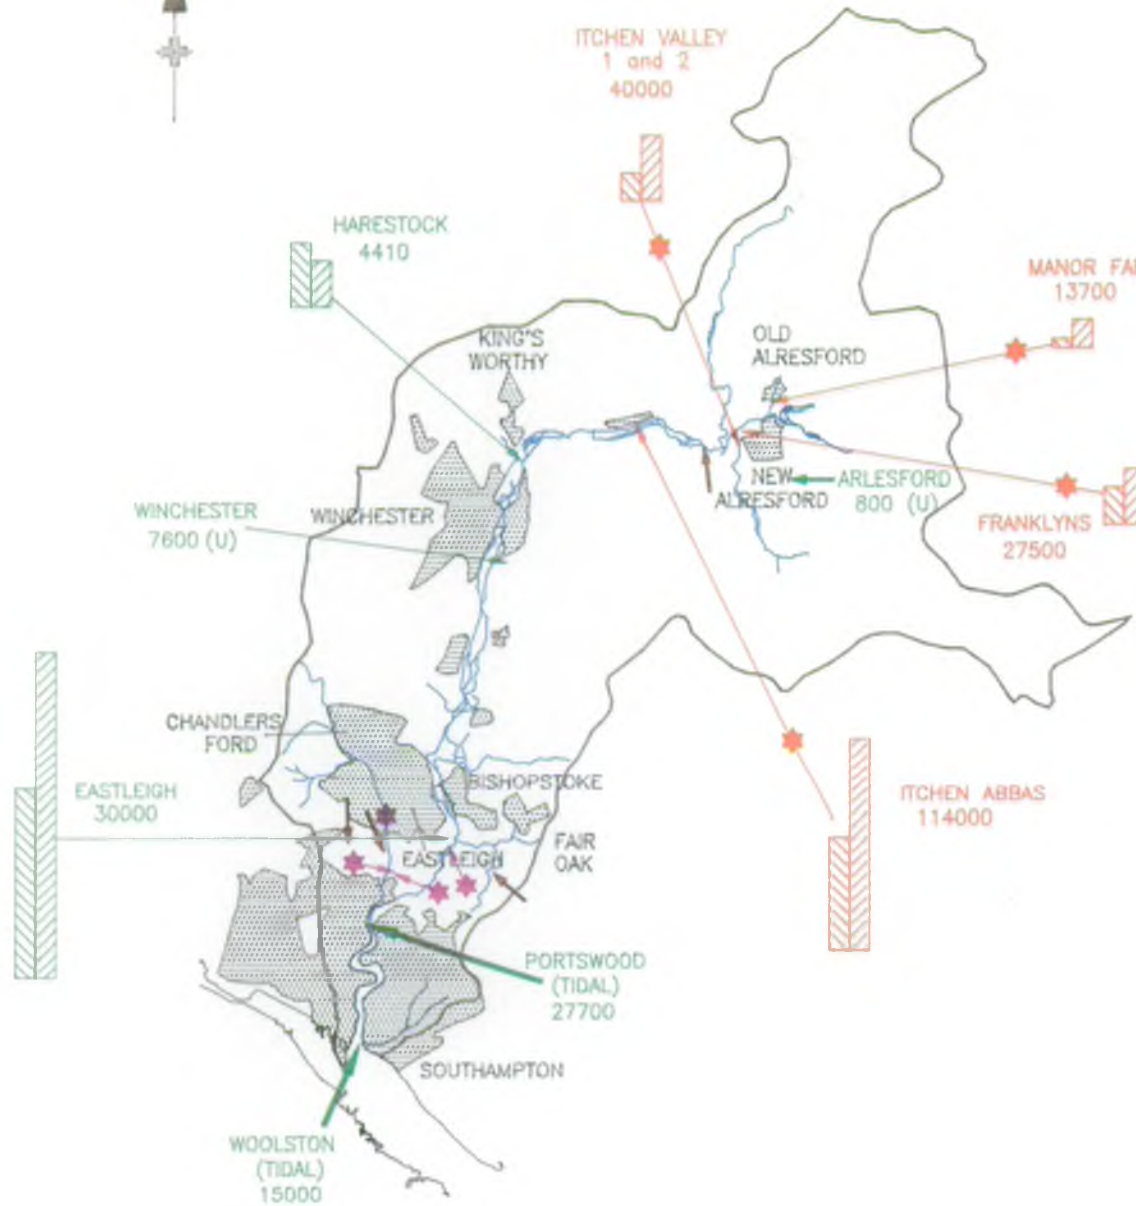 ITCHEN VALLEY
1 and 2
40000
HARESTOCK
4410
MANOR FA
13700
KING'S
WORTHY
OLD
ALRESFORD
WINCHESTER
7600 (U)
WINCHESTER
NEW
ALRESFORD
ARLESFORD
800 (U)
FRANKLYNS
27500
CHANDLERS
FORD
EASTLEIGH
30000
BISHOPSTOKE
ITCHEN ABBAS
114000
EASTLEIGH
FAIR
OAK
PORTSWOOD
(TIDAL)
27700
SOUTHAMPTON
WOOLSTON
(TIDAL)
15000